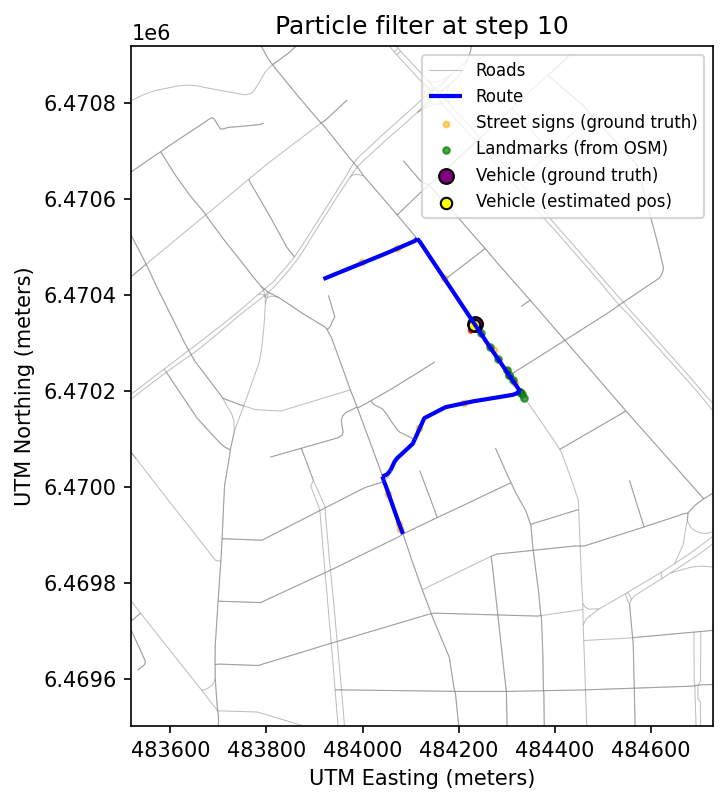 Particle filter at step 10
1e6
Roads
Route
Street signs (ground truth)
Landmarks (from OSM)
Vehicle (ground truth)
Vehicle (estimated pos)
6.4708
6.4706
6.4704
6.4702
6.4700
6.4698
6.4696
UTM Northing (meters)
483600 483800 484000 484200 484400 484600
UTM Easting (meters)